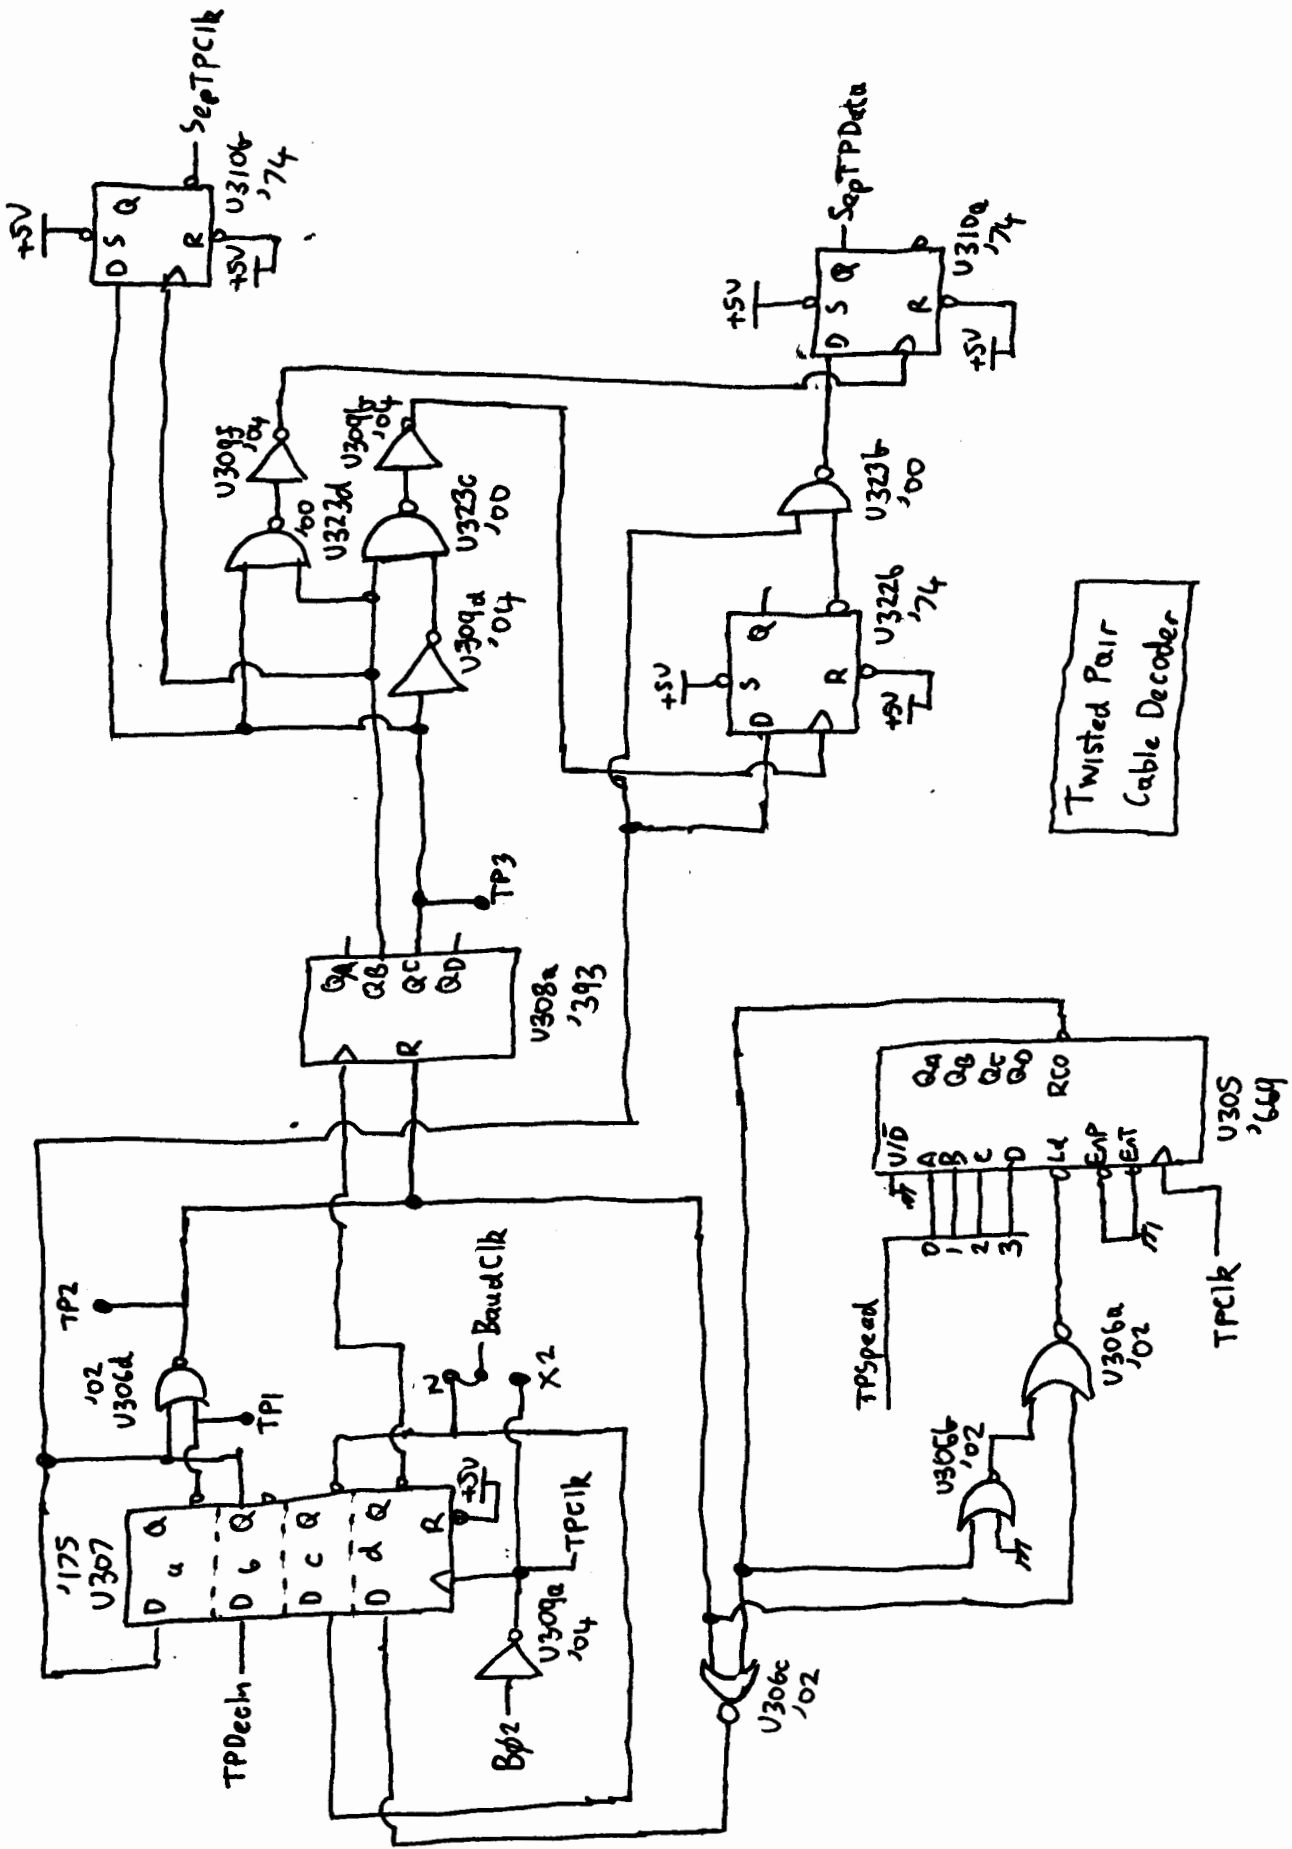 +5V
D
S
Q
R
+5V
SepTPClk
U310b
'74
U309f
'04
'00
U323d
U309b
'04
U323c
'00
U309d
'04
+5V
D
S
Q
R
+5V
SepTPData
U310a
'74
U323b
'00
+5V
D
S
Q
R
+5V
U322b
'74
Twisted Pair
Cable Decoder
TP3
QA
QB
QC
QD
R
U308a
'393
TP2
'02
U306d
TP1
'175
U307
D a Q
D b Q
D c Q
D d Q
R
+5V
2
BaudClk
X2
TPClk
TPDecIn
BΦ2
U309a
'04
U306c
'02
U306b
'02
U306a
'02
TPSpeed
0
1
2
3
U/D
A
B
C
D
Ld
EnP
EnT
QA
QB
QC
QD
RCO
U305
'669
TPClk